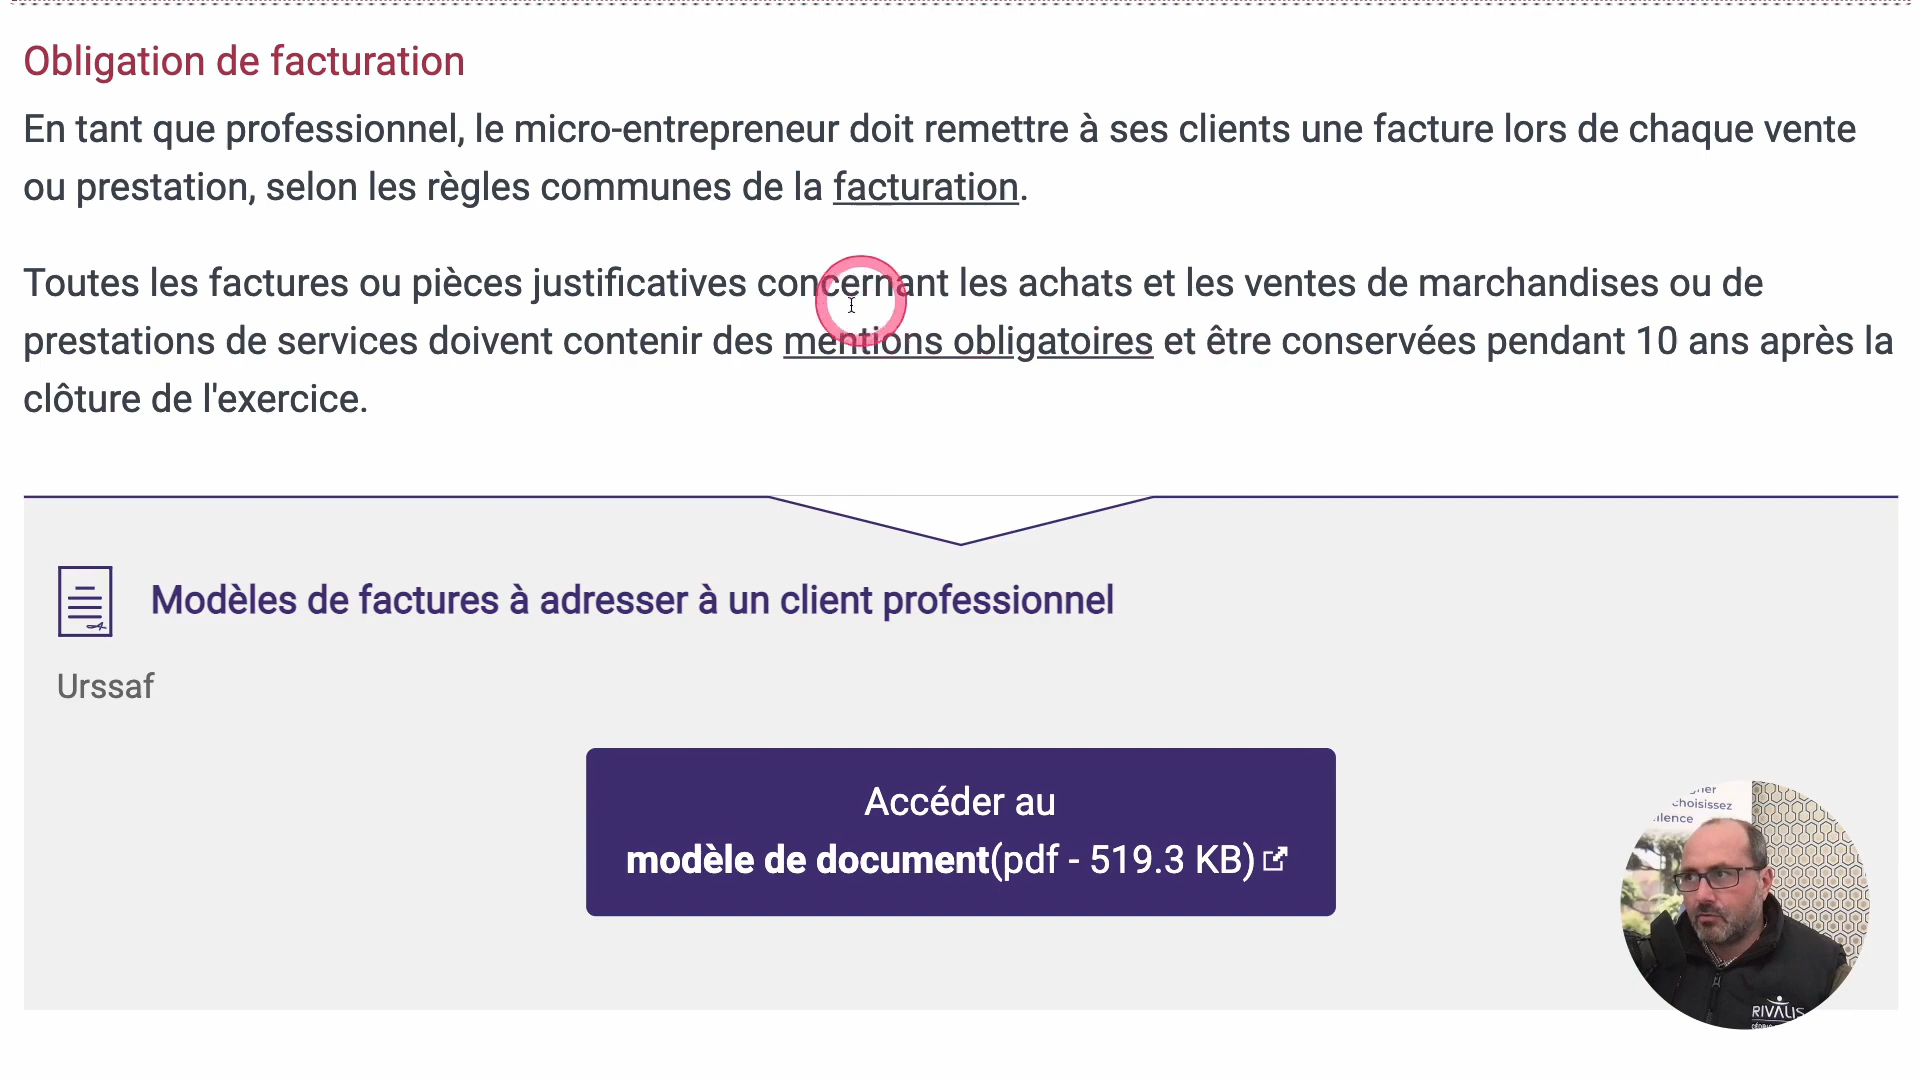 Obligation de facturation
En tant que professionnel, le micro-entrepreneur doit remettre à ses clients une facture lors de chaque vente
ou prestation, selon les règles communes de la facturation.
Toutes les factures ou pièces justificatives concernant les achats et les ventes de marchandises ou de
prestations de services doivent contenir des mentions obligatoires et être conservées pendant 10 ans après la
clôture de l'exercice.
Modèles de factures à adresser à un client professionnel
Urssaf
Accéder au
modèle de document(pdf - 519.3 KB)
choisissez
RIVALIS